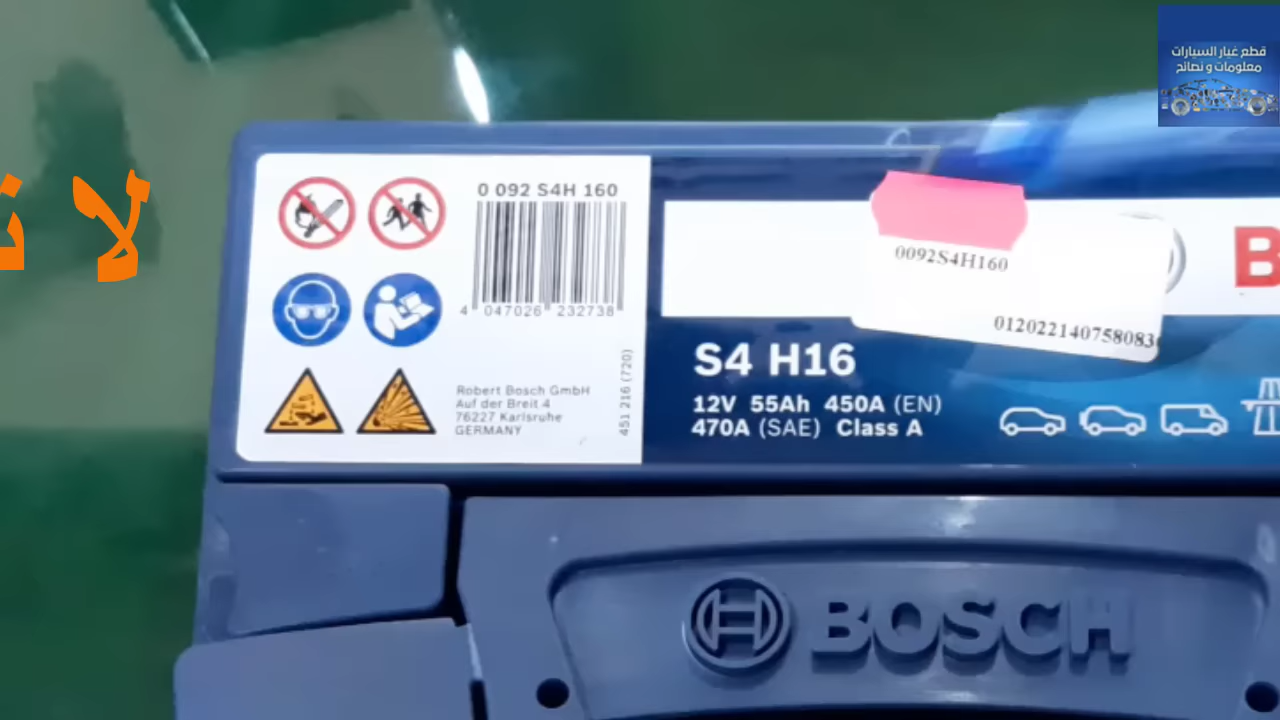 قطع غيار السيارات
معلومات و نصائح
لا
0 092 S4H 160
4 047026 232738
Robert Bosch GmbH
Auf der Breit 4
76227 Karlsruhe
GERMANY
451 216 (720)
0092S4H160
012022140758083
B
S4 H16
12V 55Ah 450A (EN)
470A (SAE) Class A
BOSCH